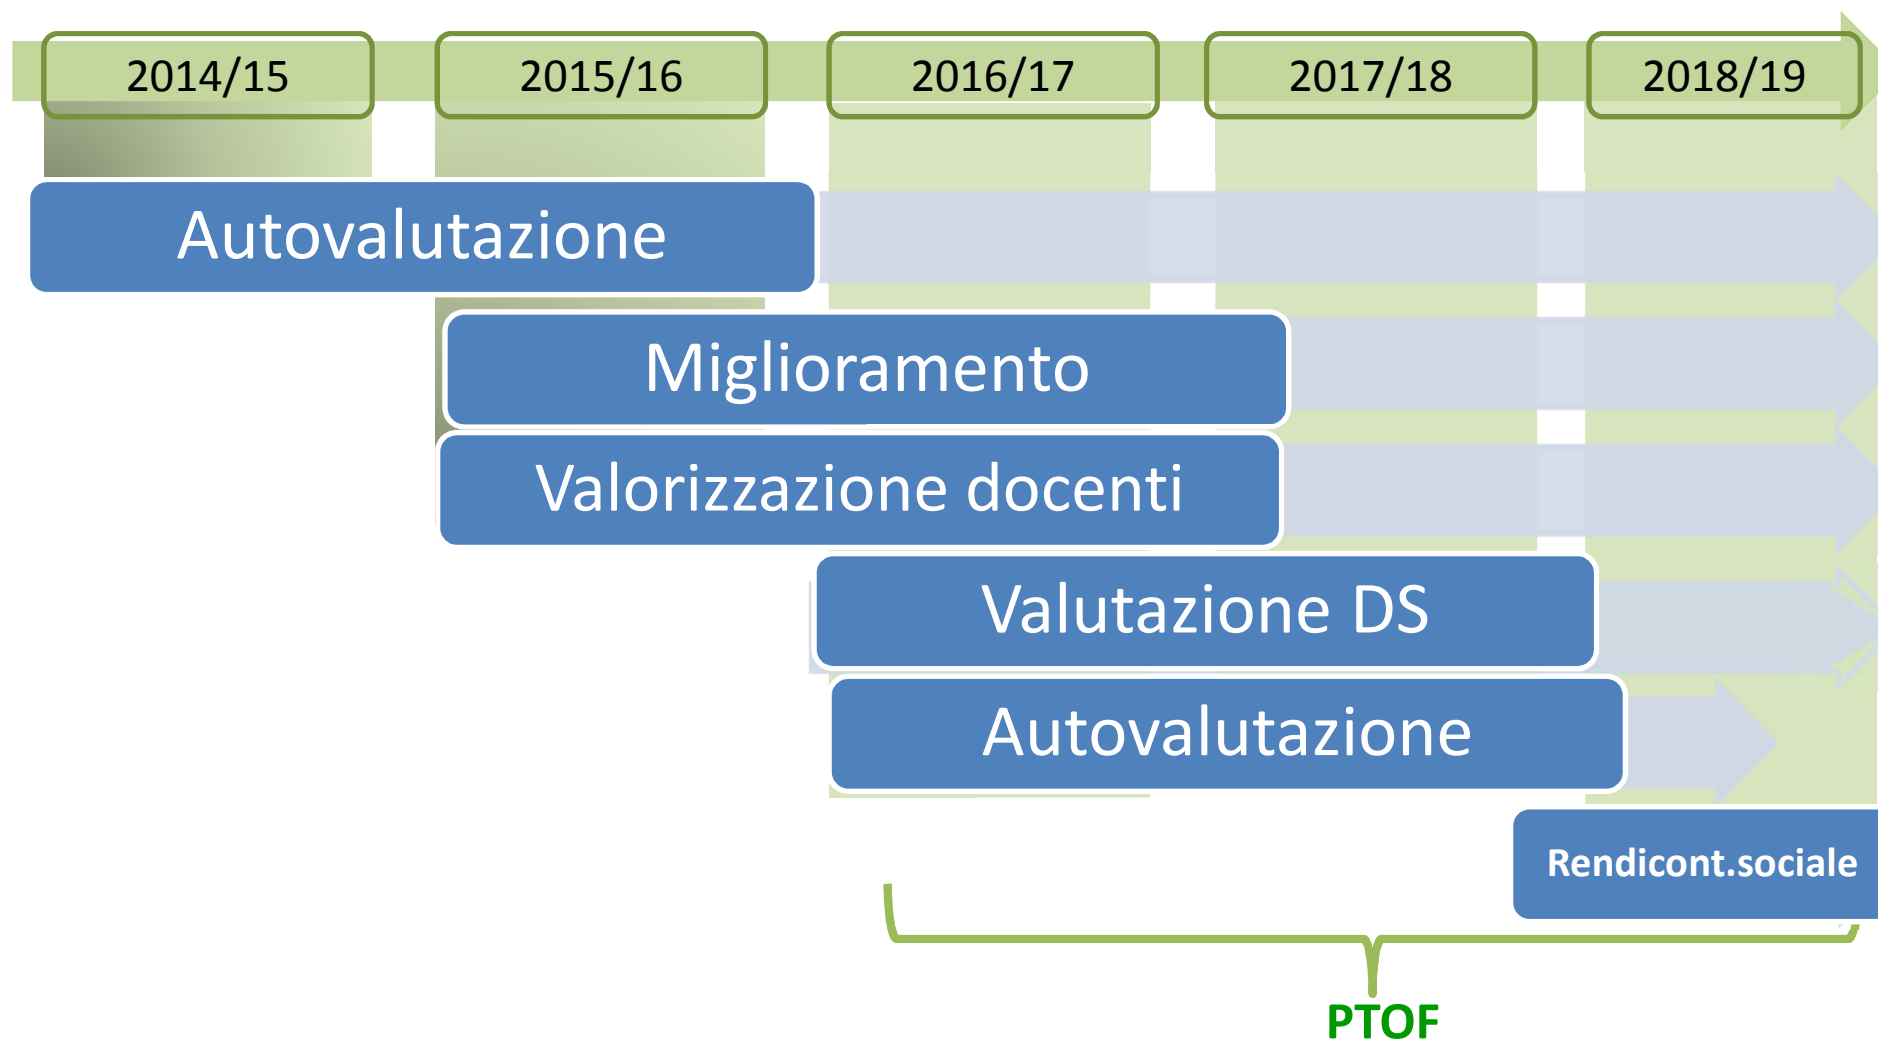 2014/15 2015/16 2016/17 2017/18 2018/19
Autovalutazione
Miglioramento
Valorizzazione docenti
Valutazione DS
Autovalutazione
Rendicont.sociale
PTOF